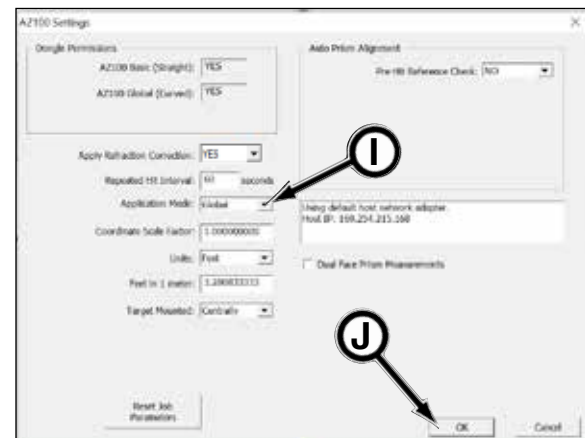 AZ100 Settings
Dongle Permissions
AZ100 Basic (Straight): YES
AZ100 Global (Curved): YES
Auto Prism Alignment
Pre-Hit Reference Check: NO
Apply Refraction Correction: YES
Repeated Hit Interval: 60 seconds
Application Mode: Global
Coordinate Scale Factor: 1.000000000
Units: Feet
Feet in 1 meter: 3.280833333
Target Mounted: Centrally
Using default host network adapter.
Host IP: 169.254.215.168
Dual Face Prism Measurements
I
J
Reset Job
Parameters
OK
Cancel